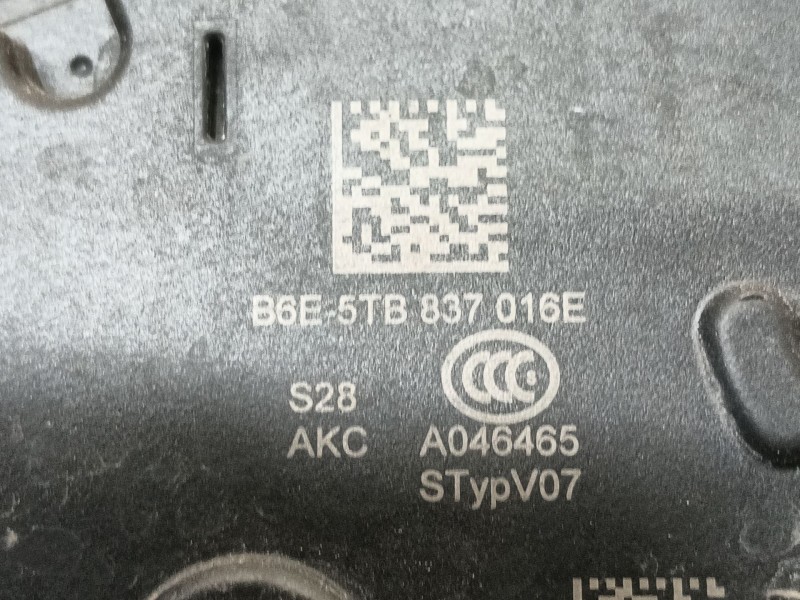 B6E-5TB 837 016E
CCC
S28
AKC A046465
STypV07